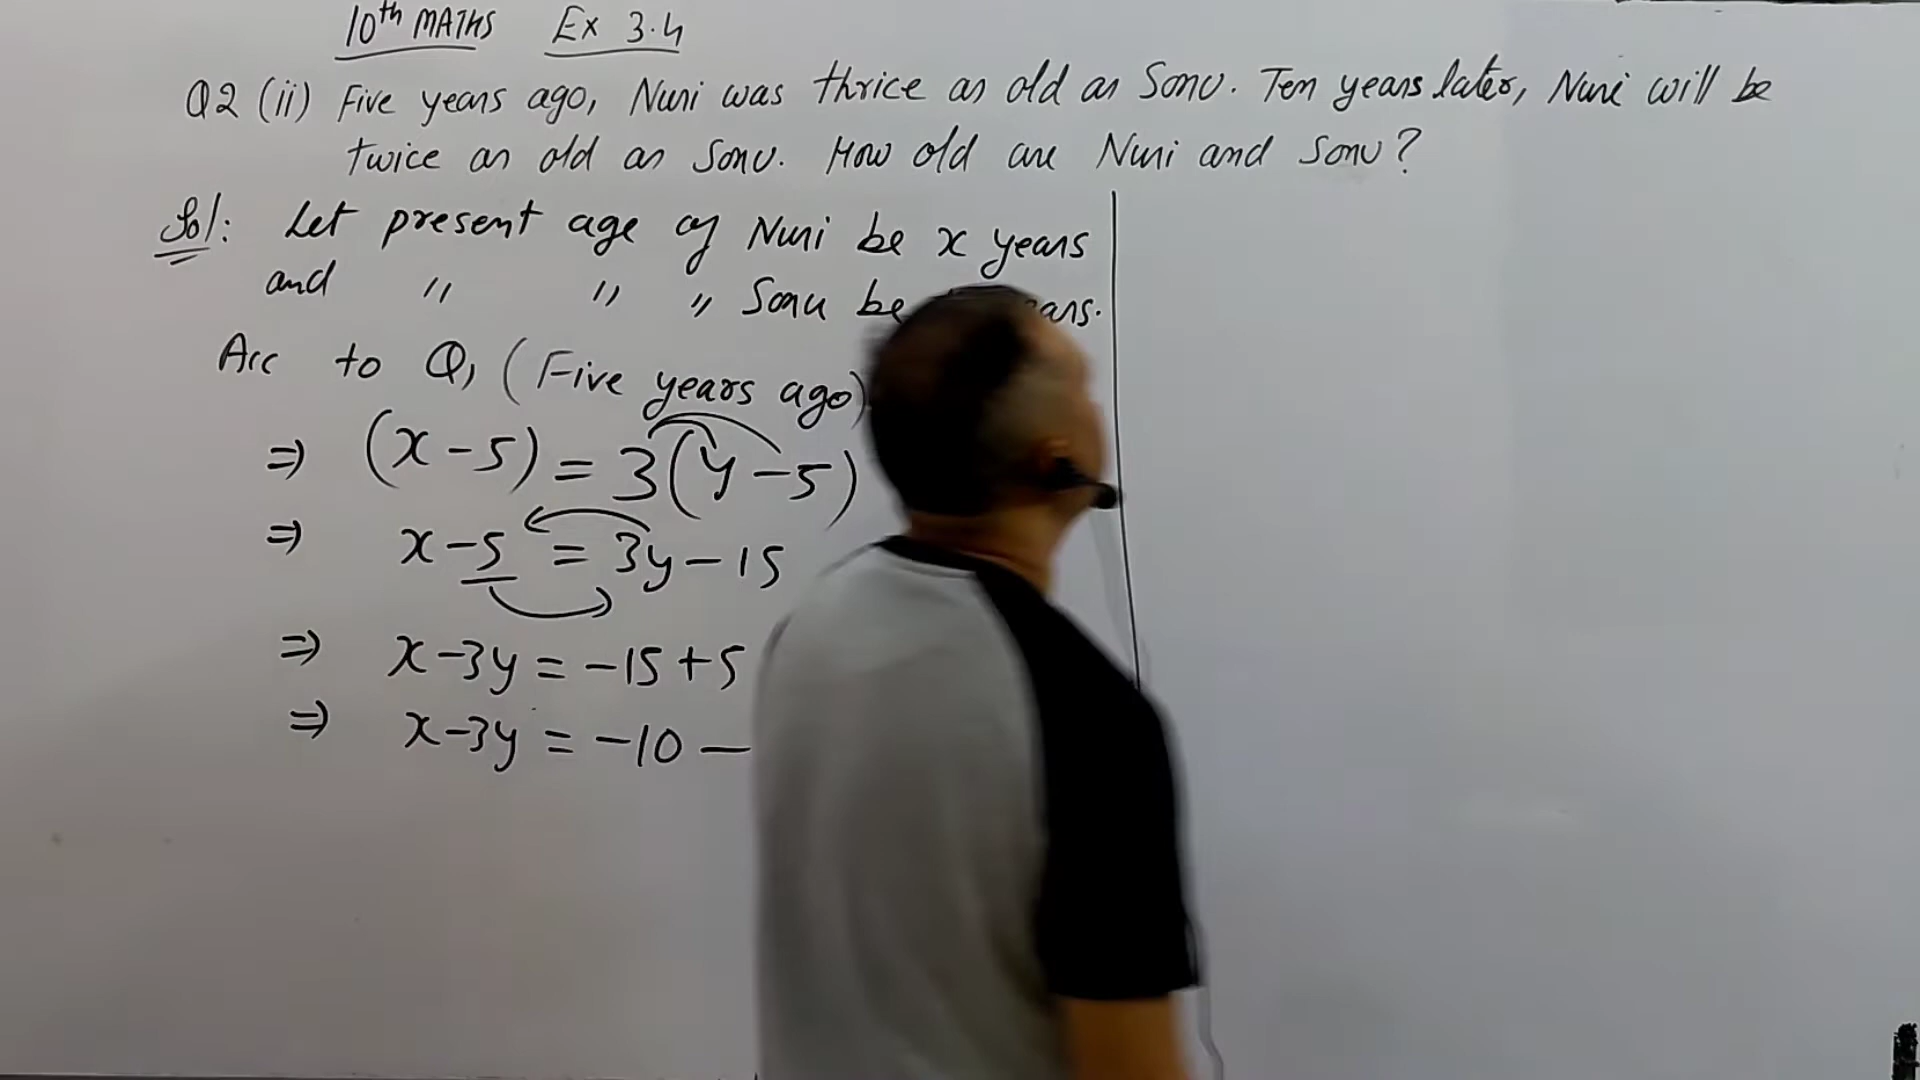 10th MATHS Ex 3.4
Q2 (ii) Five years ago, Nuri was thrice as old as Sonu. Ten years later, Nuri will be
twice as old as Sonu. How old are Nuri and Sonu?
Sol: Let present age of Nuri be x years
and " " " Sonu be
Acc to Q, (Five years ago)
⇒ (x-5) = 3(y-5)
⇒ x-5 = 3y-15
⇒ x-3y = -15+5
⇒ x-3y = -10 —